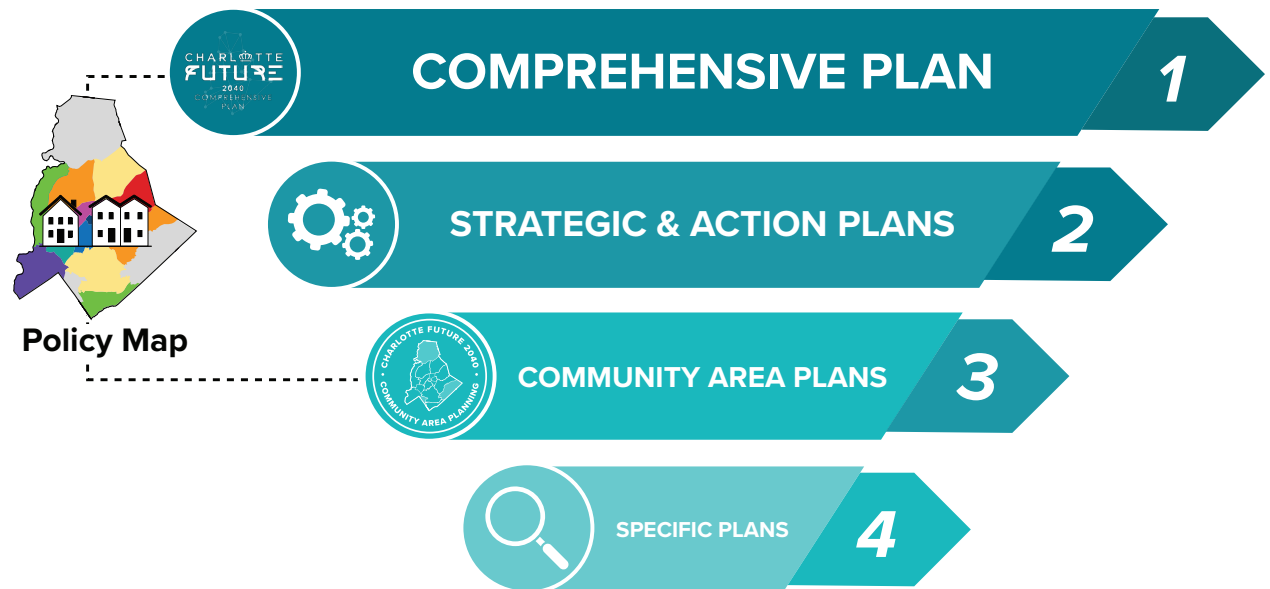 CHARLOTTE
FUTURE
2040
COMPREHENSIVE
PLAN
COMPREHENSIVE PLAN
1
STRATEGIC & ACTION PLANS
2
Policy Map
CHARLOTTE FUTURE 2040
COMMUNITY AREA PLANNING
COMMUNITY AREA PLANS
3
SPECIFIC PLANS
4